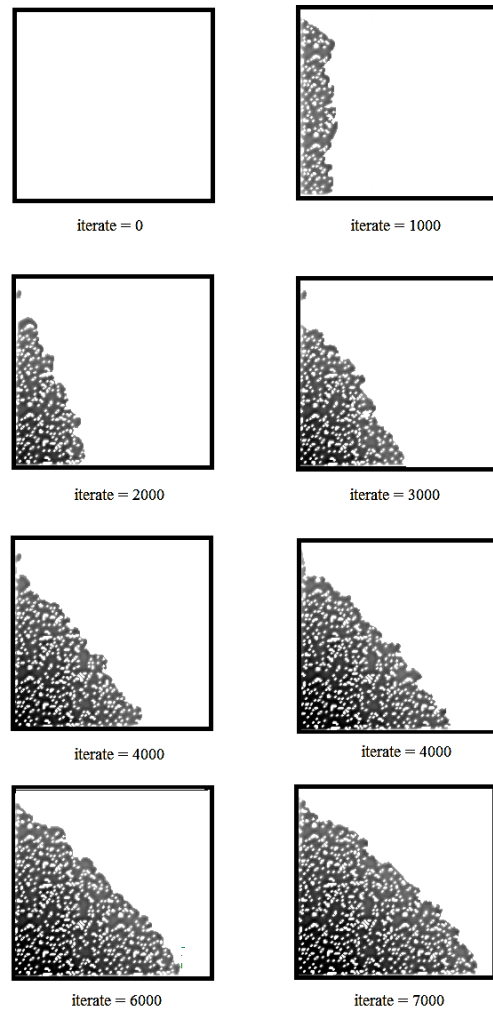 iterate = 0
iterate = 1000
iterate = 2000
iterate = 3000
iterate = 4000
iterate = 4000
iterate = 6000
iterate = 7000